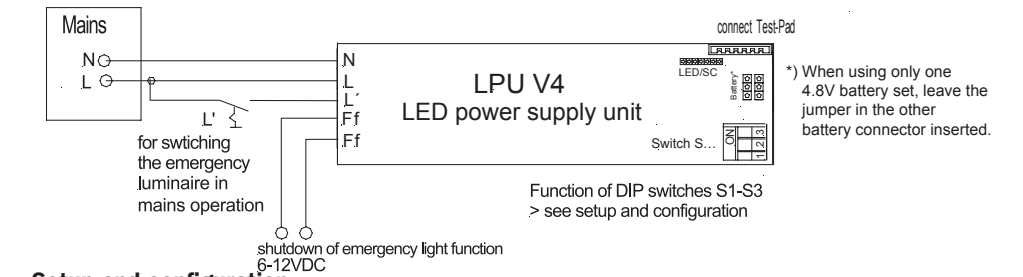 Mains
N
L
L'
for swtiching
the emergency
luminaire in
mains operation
N
L
L'
Ff
Ff
LPU V4
LED power supply unit
connect Test-Pad
LED/SC
Battery*
Switch S...
ON
1 2 3
*) When using only one
4.8V battery set, leave the
jumper in the other
battery connector inserted.
Function of DIP switches S1-S3
> see setup and configuration
shutdown of emergency light function
6-12VDC
Setup and configuration